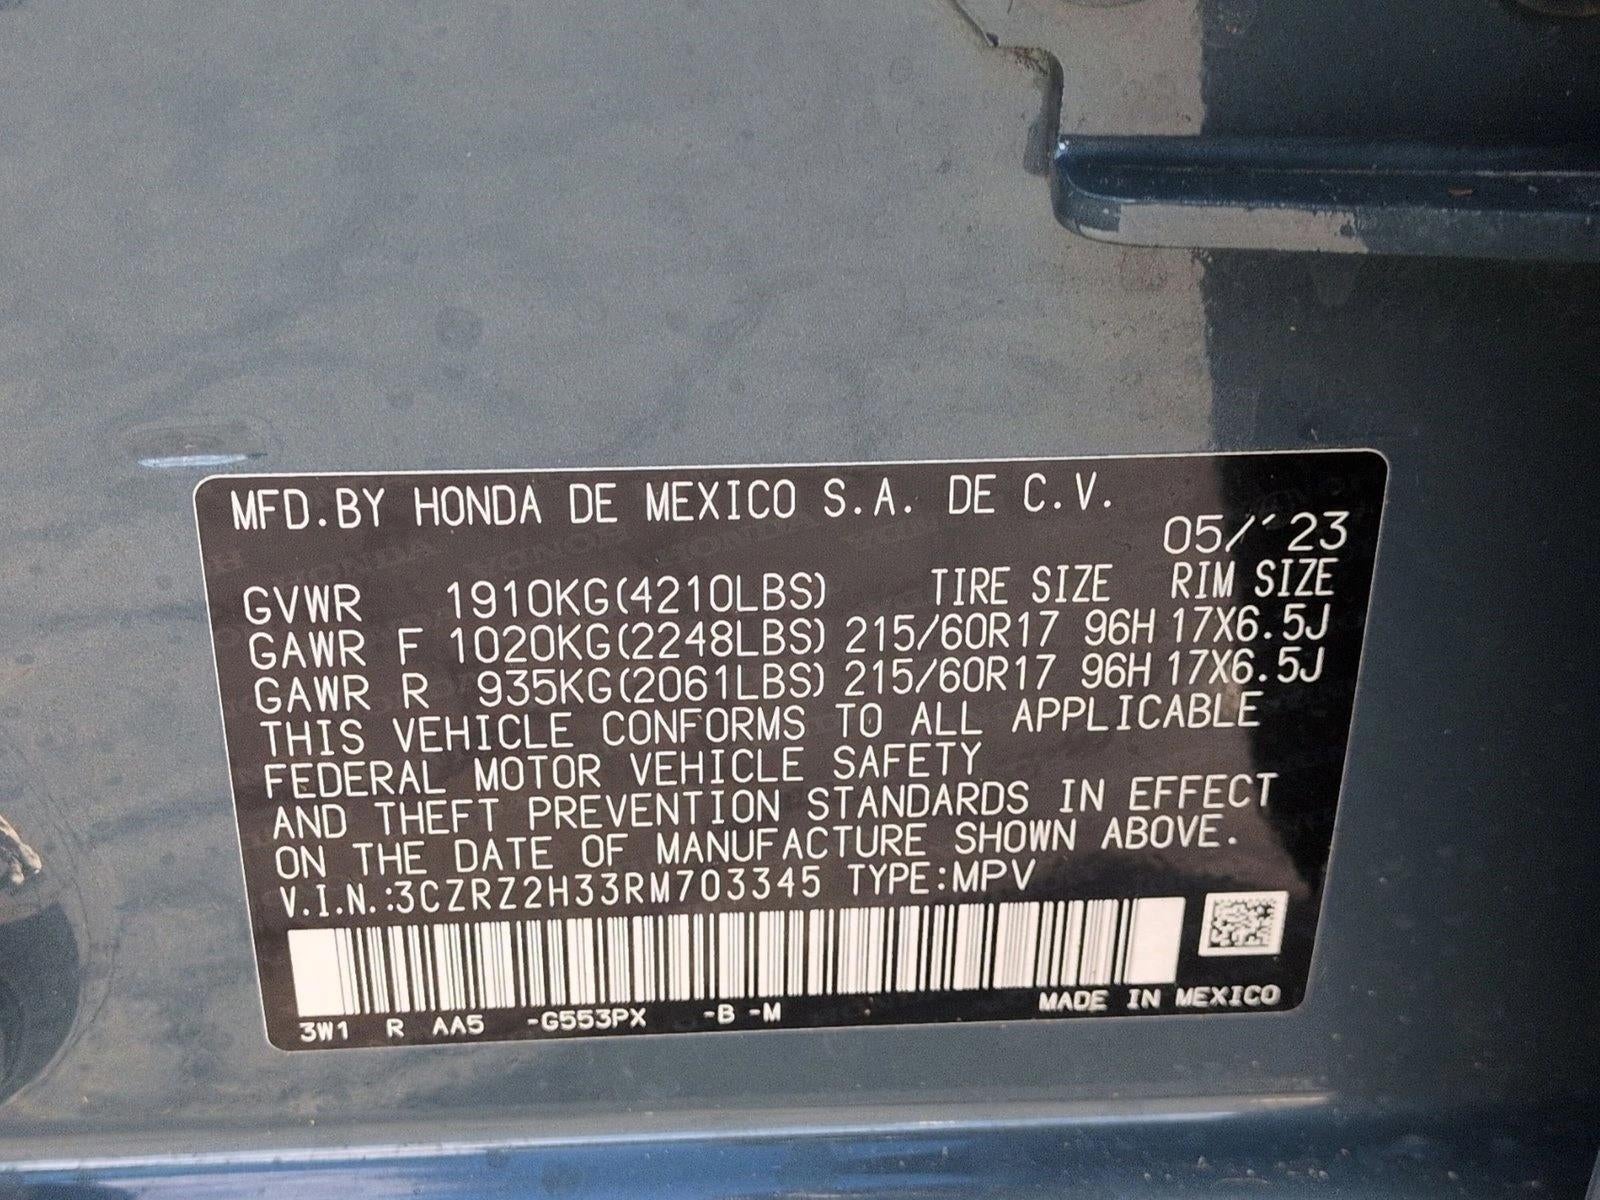 MFD.BY HONDA DE MEXICO S.A. DE C.V.
05/'23
GVWR 1910KG(4210LBS) TIRE SIZE RIM SIZE
GAWR F 1020KG(2248LBS) 215/60R17 96H 17X6.5J
GAWR R 935KG(2061LBS) 215/60R17 96H 17X6.5J
THIS VEHICLE CONFORMS TO ALL APPLICABLE
FEDERAL MOTOR VEHICLE SAFETY
AND THEFT PREVENTION STANDARDS IN EFFECT
ON THE DATE OF MANUFACTURE SHOWN ABOVE.
V.I.N.:3CZRZ2H33RM703345 TYPE:MPV
3W1 R AA5 -G553PX -B -M MADE IN MEXICO